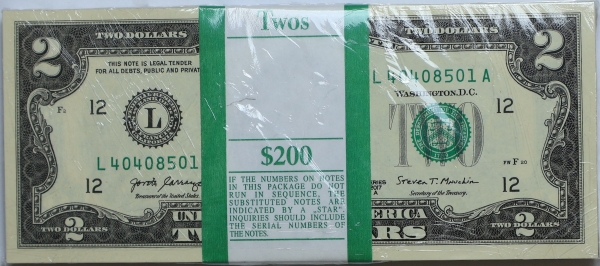 2 TWO DOLLARS Twos 2
THIS NOTE IS LEGAL TENDER
FOR ALL DEBTS, PUBLIC AND PRIVAT
L 40408501 A
WASHINGTON, D.C.
12 12
L TWO
$200
L 40408501
12 12
Steven T. Mnuchin
Secretary of the Treasury.
IF THE NUMBERS ON NOTES
IN THIS PACKAGE DO NOT
RUN IN SEQUENCE, THE
SUBSTITUTED NOTES ARE
INDICATED BY A „STAR".
INQUIRIES SHOULD INCLUDE
THE SERIAL NUMBERS OF
THE NOTES.
2 TWO DOLLARS 2
TWO DOLLARS